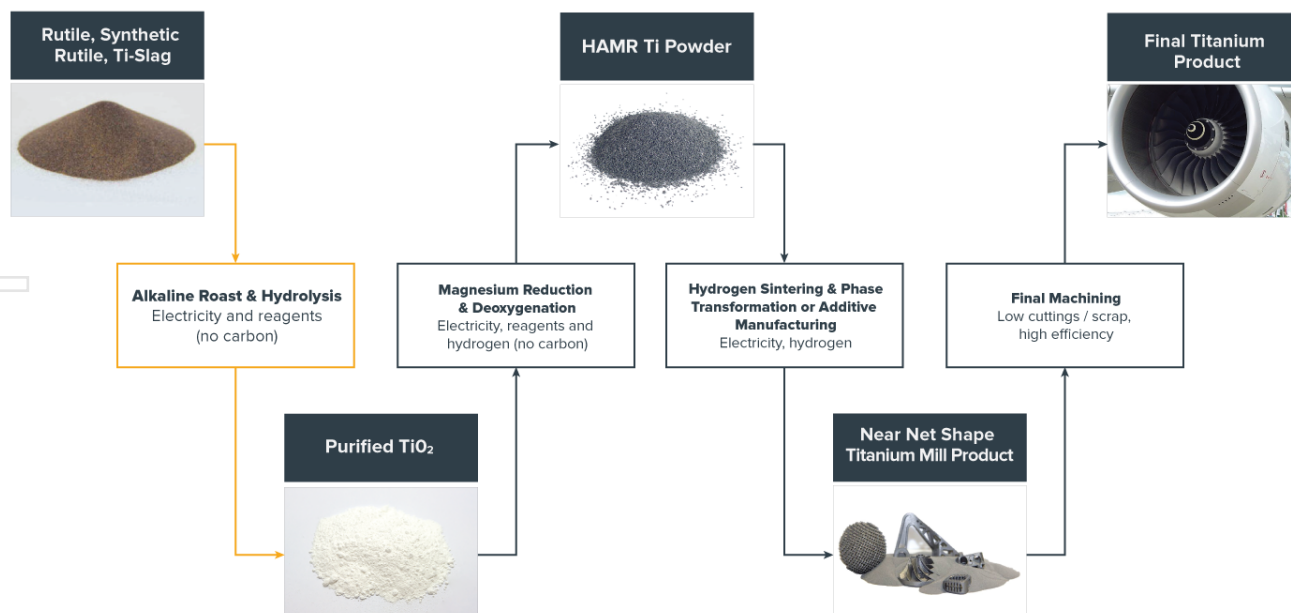 Rutile, Synthetic
Rutile, Ti-Slag
HAMR Ti Powder
Final Titanium
Product
Alkaline Roast & Hydrolysis
Electricity and reagents
(no carbon)
Magnesium Reduction
& Deoxygenation
Electricity, reagents and
hydrogen (no carbon)
Hydrogen Sintering & Phase
Transformation or Additive
Manufacturing
Electricity, hydrogen
Final Machining
Low cuttings / scrap,
high efficiency
Purified Ti0₂
Near Net Shape
Titanium Mill Product